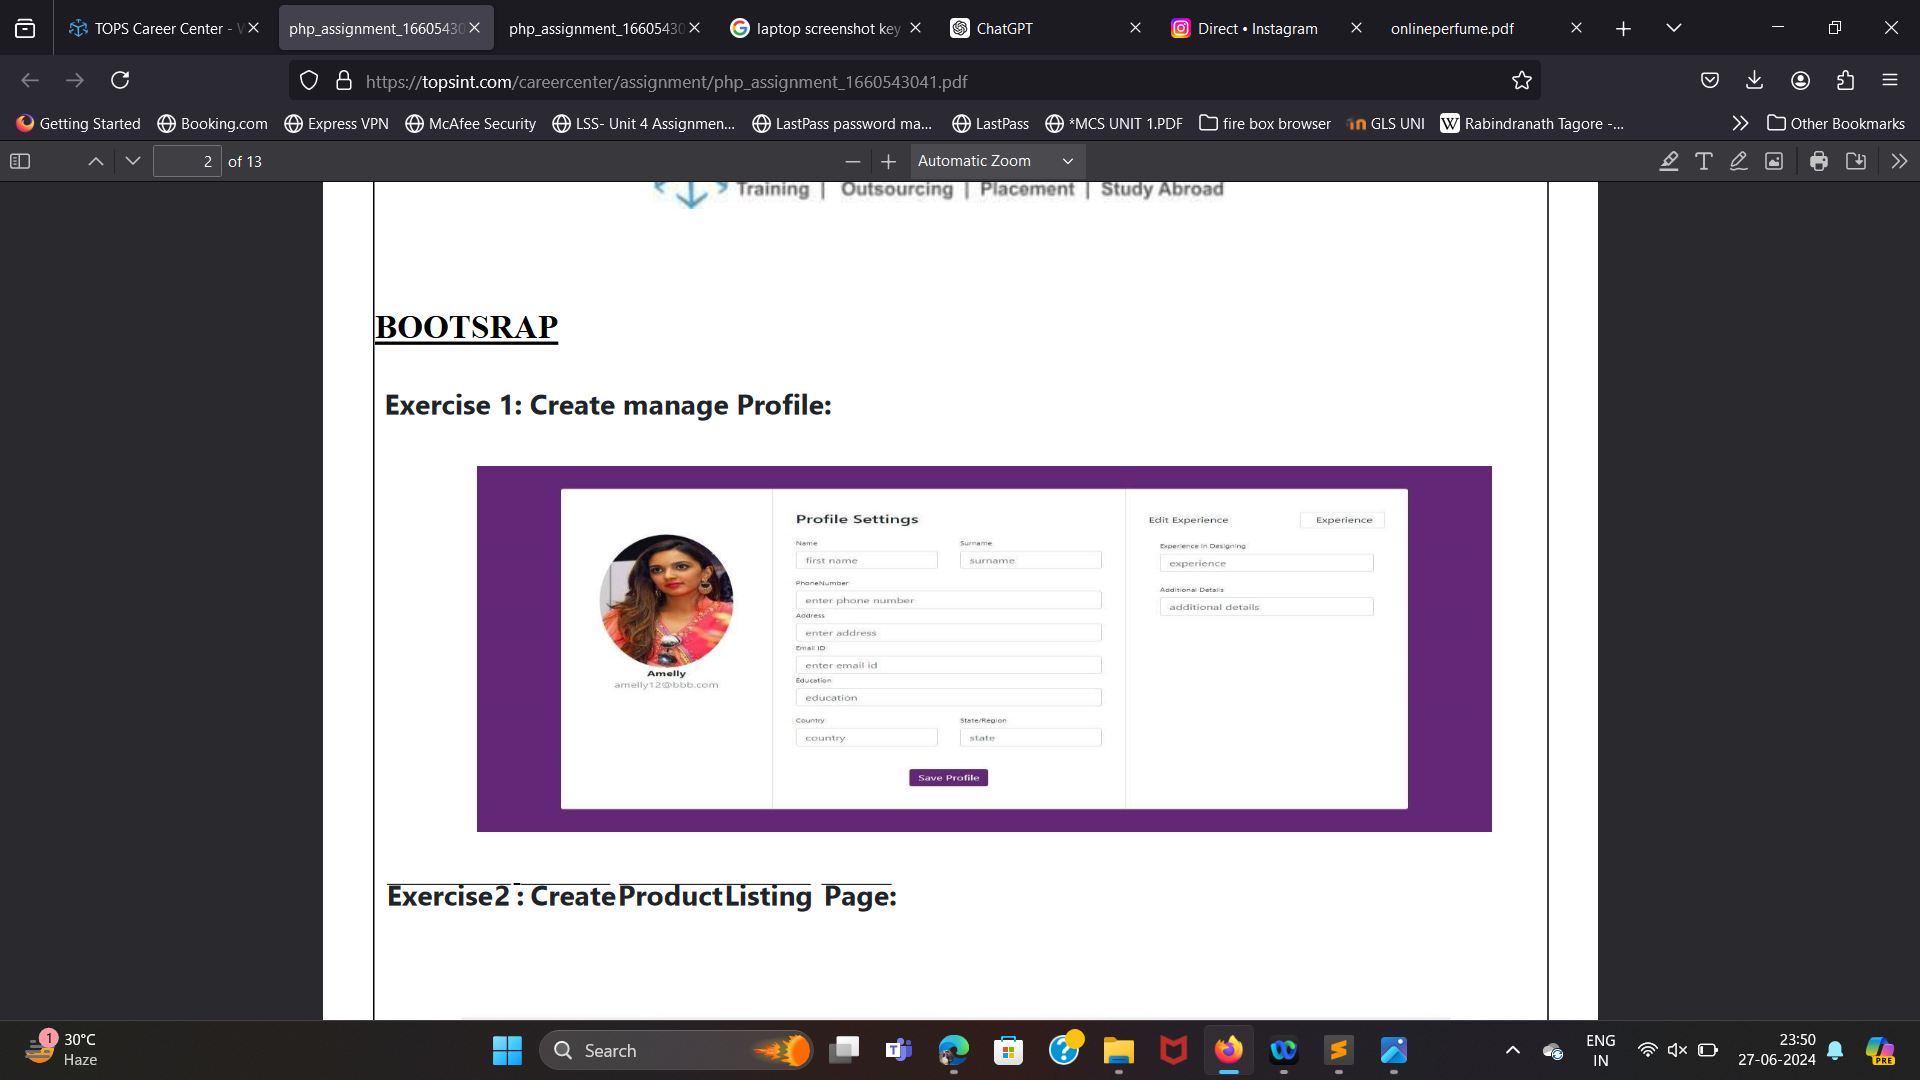 TOPS Career Center - W
php_assignment_16605430
php_assignment_16605430
laptop screenshot key
ChatGPT
Direct • Instagram
onlineperfume.pdf
https://topsint.com/careercenter/assignment/php_assignment_1660543041.pdf
Getting Started
Booking.com
Express VPN
McAfee Security
LSS- Unit 4 Assignmen...
LastPass password ma...
LastPass
*MCS UNIT 1.PDF
fire box browser
GLS UNI
Rabindranath Tagore -...
Other Bookmarks
2 of 13
Automatic Zoom
Training | Outsourcing | Placement | Study Abroad
BOOTSRAP
Exercise 1: Create manage Profile:
Amelly
amelly12@bbb.com
Profile Settings
Name Surname
first name surname
PhoneNumber
enter phone number
Address
enter address
Email ID
enter email id
Education
education
Country State/Region
country state
Save Profile
Edit Experience Experience
Experience in Designing
experience
Additional Details
additional details
Exercise2 : CreateProductListing Page:
1
30°C
Haze
Search
ENG
IN
23:50
27-06-2024
PRE